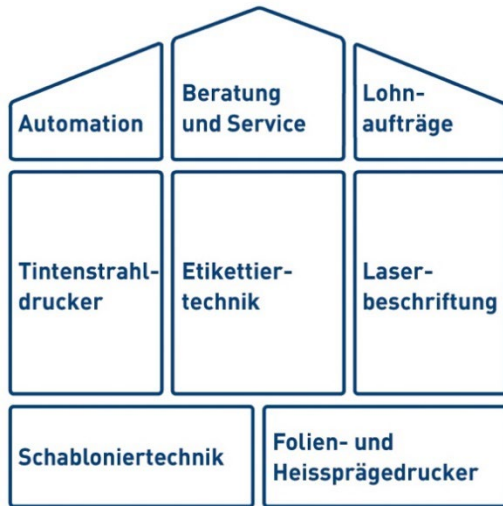 Automation
Beratung
und Service
Lohn-
aufträge
Tintenstrahl-
drucker
Etikettier-
technik
Laser-
beschriftung
Schabloniertechnik
Folien- und
Heissprägedrucker